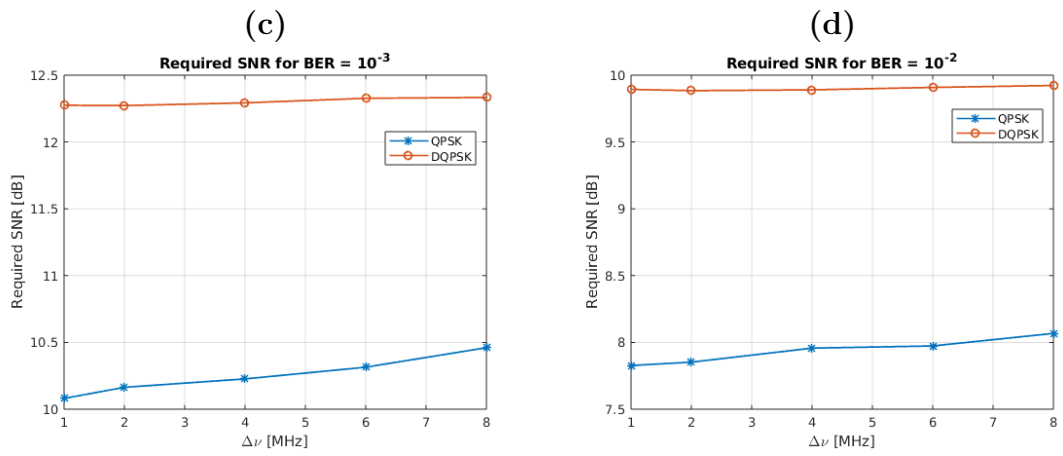 (c)
Required SNR for BER = 10⁻³
12.5
12
11.5
11
10.5
10
Required SNR [dB]
QPSK
DQPSK
1 2 3 4 5 6 7 8
Δν [MHz]
(d)
Required SNR for BER = 10⁻²
10
9.5
9
8.5
8
7.5
Required SNR [dB]
QPSK
DQPSK
1 2 3 4 5 6 7 8
Δν [MHz]